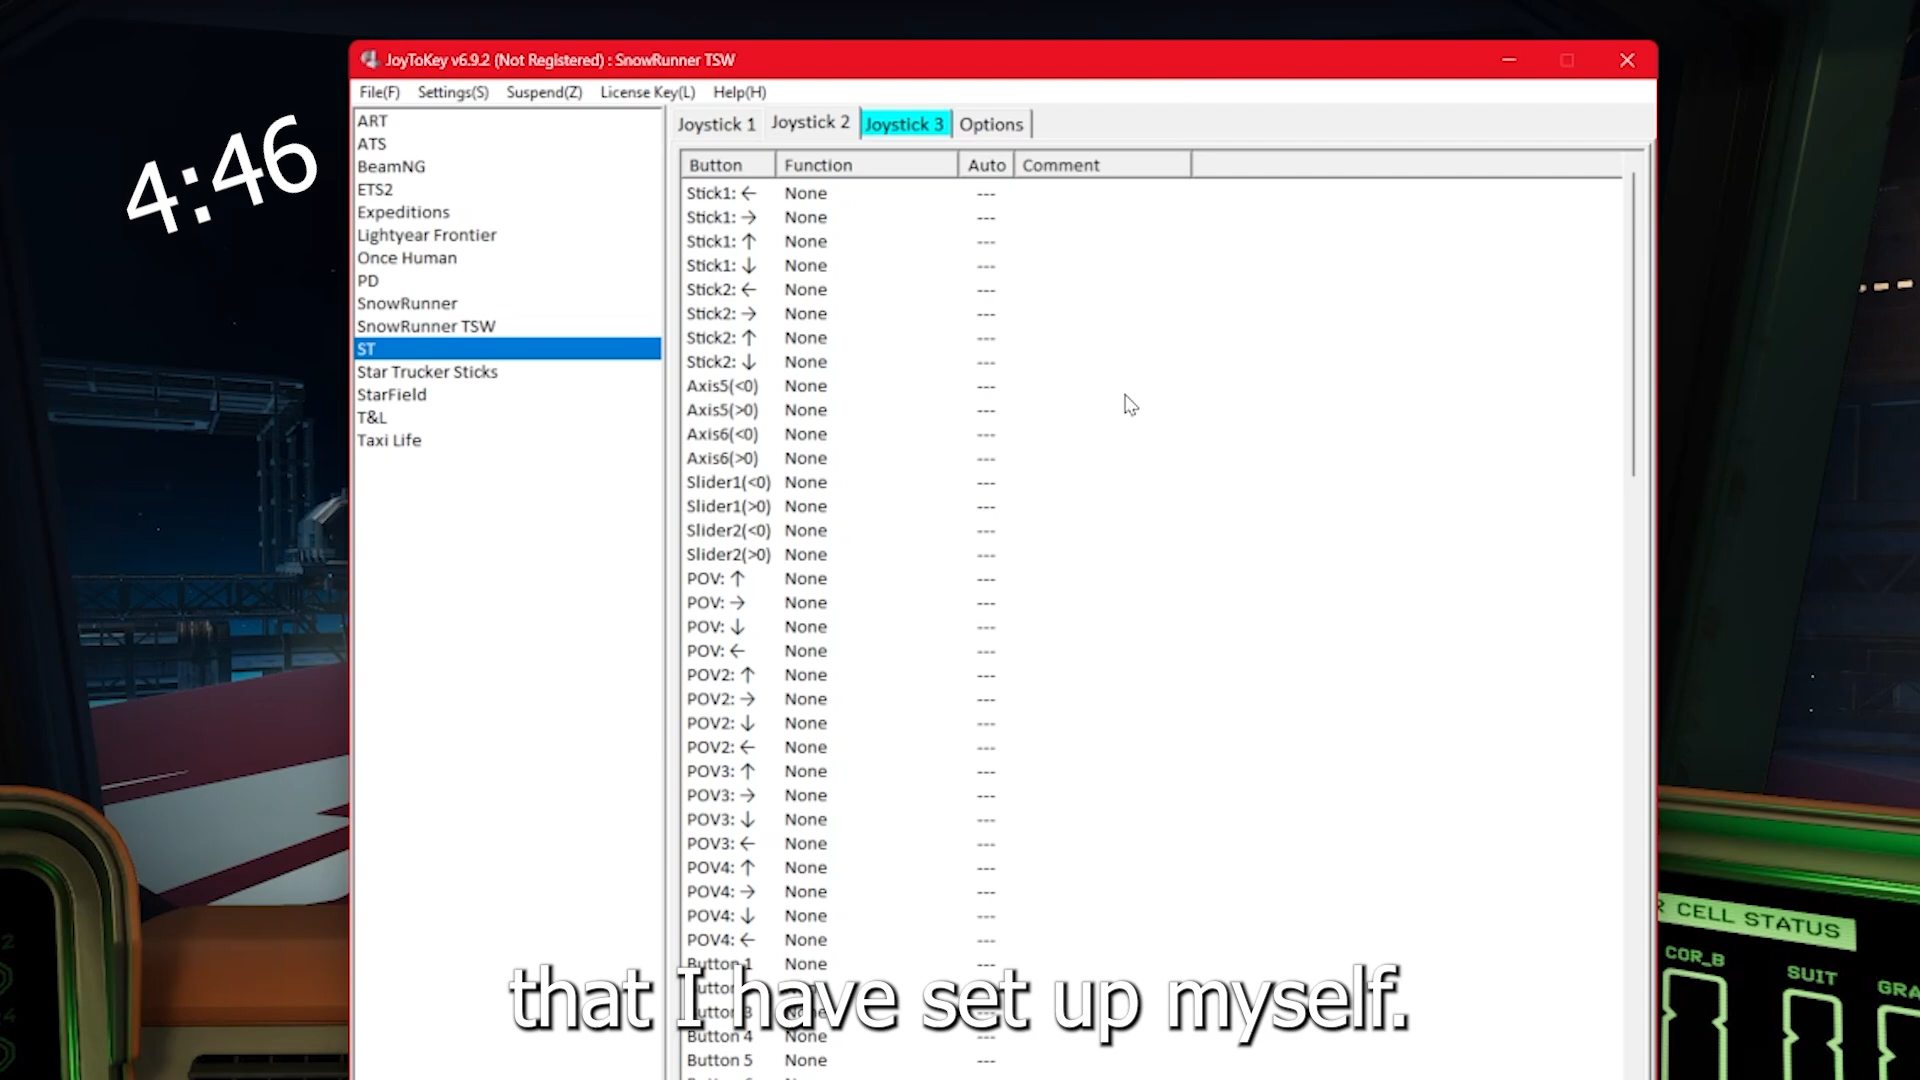 JoyToKey v6.9.2 (Not Registered) : SnowRunner TSW
File(F) Settings(S) Suspend(Z) License Key(L) Help(H)
4:46
ART
ATS
BeamNG
ETS2
Expeditions
Lightyear Frontier
Once Human
PD
SnowRunner
SnowRunner TSW
ST
Star Trucker Sticks
StarField
T&L
Taxi Life
Joystick 1 Joystick 2 Joystick 3 Options
Button Function Auto Comment
Stick1: ← None ---
Stick1: → None ---
Stick1: ↑ None ---
Stick1: ↓ None ---
Stick2: ← None ---
Stick2: → None ---
Stick2: ↑ None ---
Stick2: ↓ None ---
Axis5(<0) None ---
Axis5(>0) None ---
Axis6(<0) None ---
Axis6(>0) None ---
Slider1(<0) None ---
Slider1(>0) None ---
Slider2(<0) None ---
Slider2(>0) None ---
POV: ↑ None ---
POV: → None ---
POV: ↓ None ---
POV: ← None ---
POV2: ↑ None ---
POV2: → None ---
POV2: ↓ None ---
POV2: ← None ---
POV3: ↑ None ---
POV3: → None ---
POV3: ↓ None ---
POV3: ← None ---
POV4: ↑ None ---
POV4: → None ---
POV4: ↓ None ---
POV4: ← None ---
Button 1 None ---
that I have set up myself.
Button 4 None ---
Button 5 None ---
CELL STATUS
COR_B SUIT